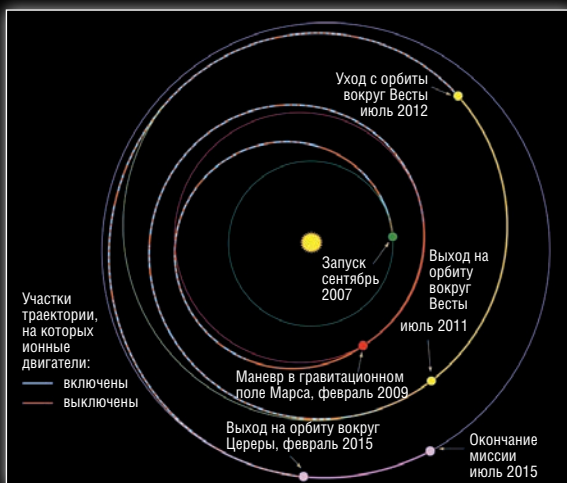 Уход с орбиты
вокруг Весты
июль 2012
Запуск
сентябрь
2007
Выход на
орбиту
вокруг
Весты
июль 2011
Участки
траектории,
на которых
ионные
двигатели:
включены
выключены
Маневр в гравитационном
поле Марса, февраль 2009
Выход на орбиту вокруг
Цереры, февраль 2015
Окончание
миссии
июль 2015